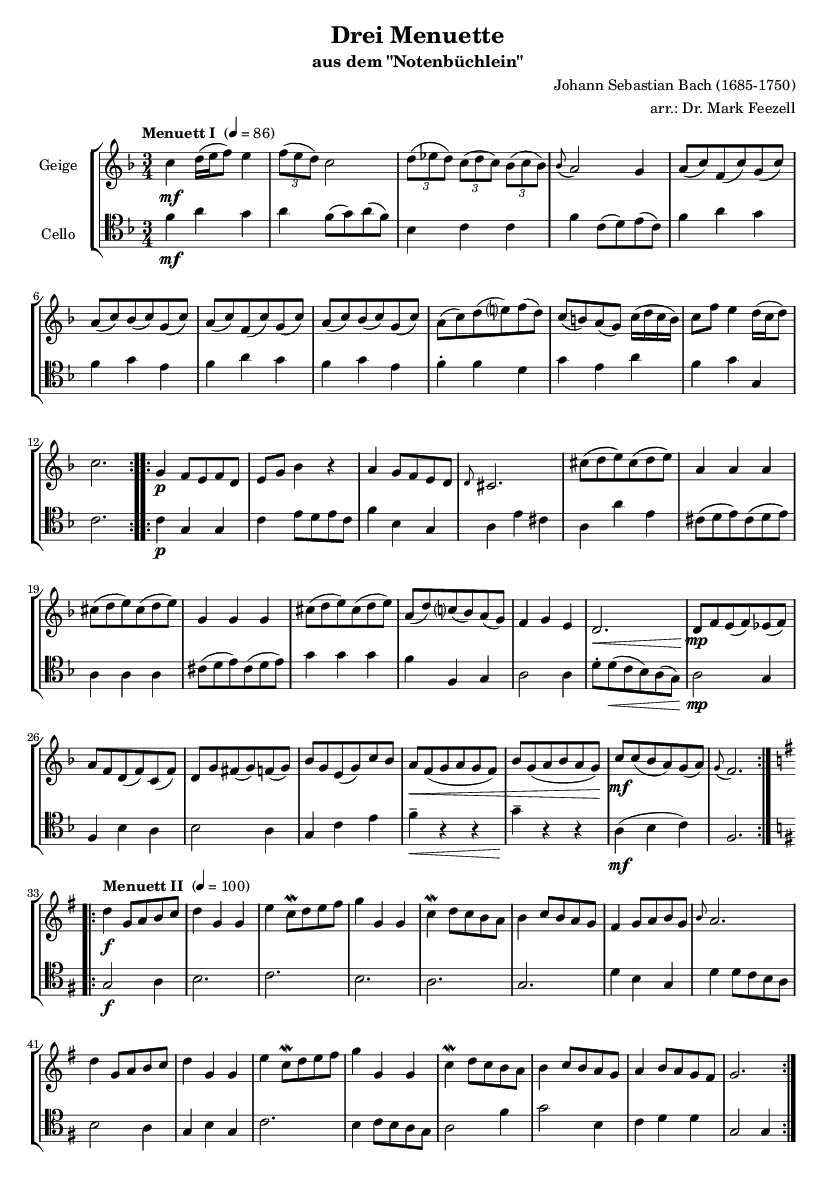 Drei Menuette
aus dem "Notenbüchlein"
Johann Sebastian Bach (1685-1750)
arr.: Dr. Mark Feezell
Menuett I (♩ = 86)
Geige
3
4
mf
3
3
3
3
Cello
3
4
mf
6
12
p
p
19
mp
mp
26
mf
mf
33
Menuett II (♩ = 100)
f
f
41